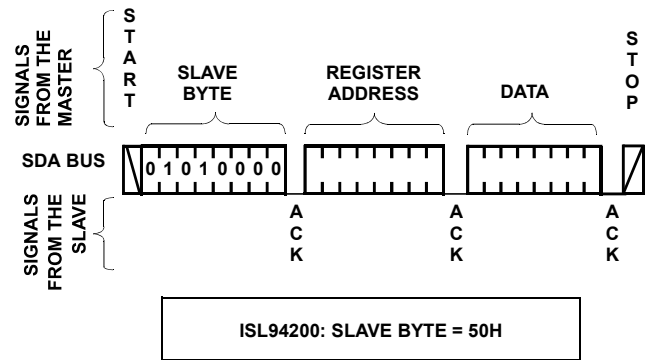 SIGNALS
FROM THE
MASTER
START
SLAVE
BYTE
REGISTER
ADDRESS
DATA
STOP
SDA BUS
0 1 0 1 0 0 0 0
SIGNALS
FROM THE
SLAVE
ACK
ACK
ACK
ISL94200: SLAVE BYTE = 50H